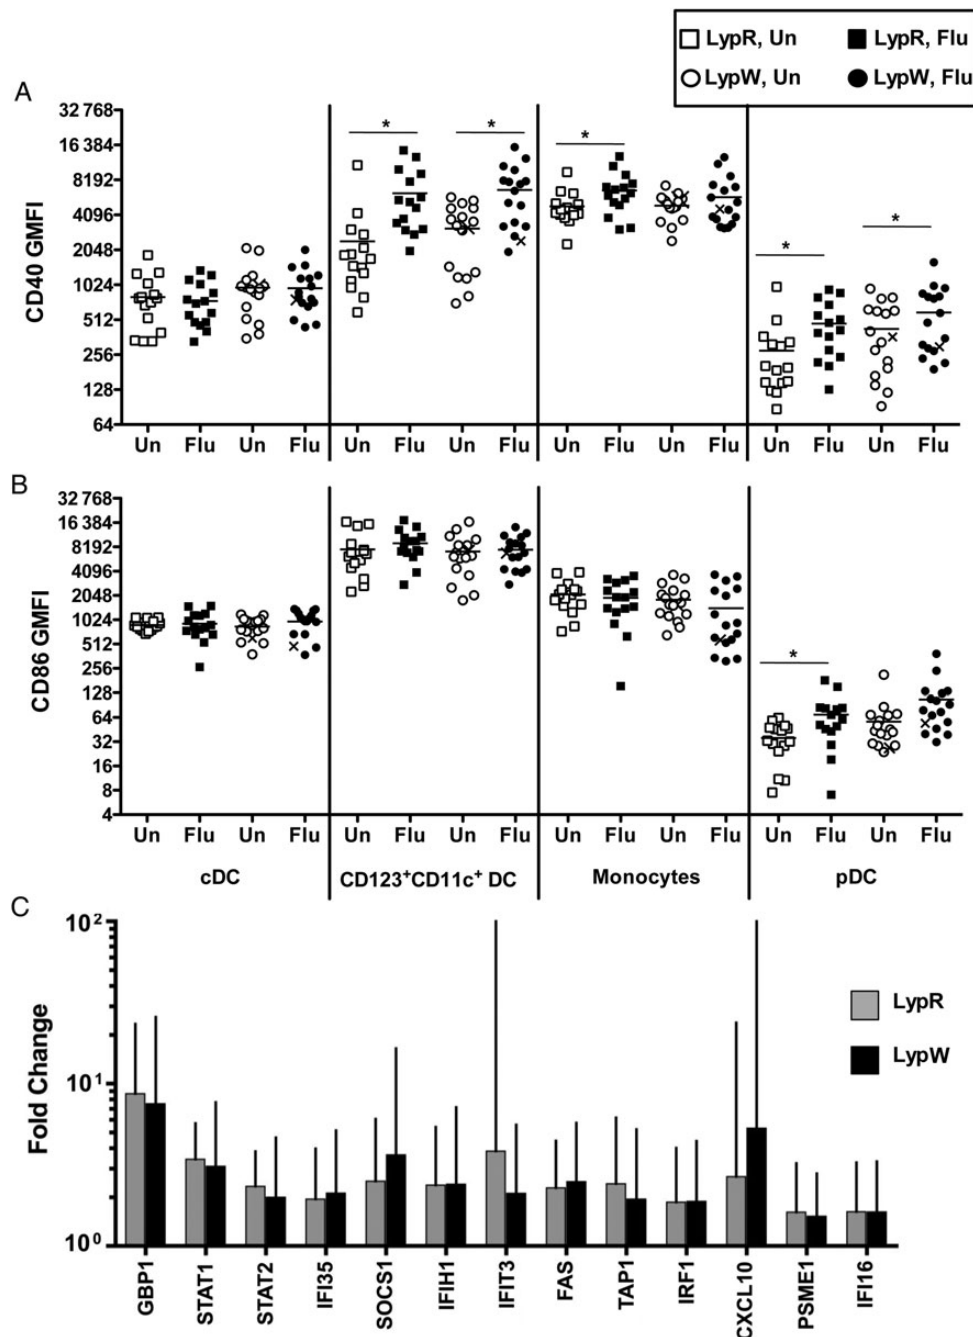 LypR, Un LypR, Flu
LypW, Un LypW, Flu
A
CD40 GMFI
32 768
16 384
8192
4096
2048
1024
512
256
128
64
* * * * *
Un Flu Un Flu Un Flu Un Flu Un Flu Un Flu Un Flu Un Flu
B
CD86 GMFI
32 768
16 384
8192
4096
2048
1024
512
256
128
64
32
16
8
4
*
Un Flu Un Flu Un Flu Un Flu Un Flu Un Flu Un Flu Un Flu
cDC CD123⁺CD11c⁺ DC Monocytes pDC
C
Fold Change
10²
10¹
10⁰
LypR
LypW
GBP1 STAT1 STAT2 IFI35 SOCS1 IFIH1 IFIT3 FAS TAP1 IRF1 CXCL10 PSME1 IFI16